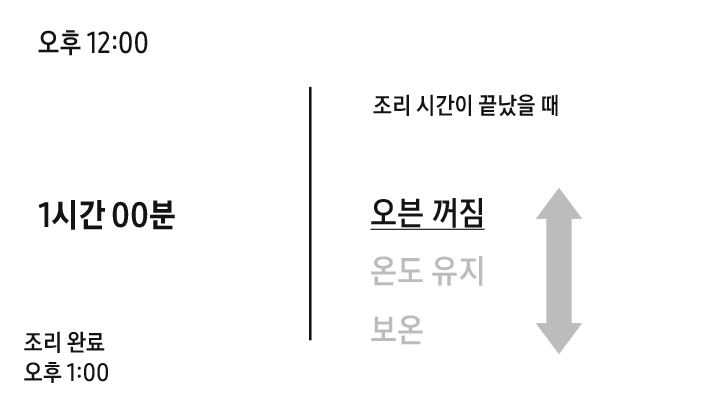 오후 12:00
1시간 00분
조리 완료
오후 1:00
조리 시간이 끝났을 때
오븐 꺼짐
온도 유지
보온